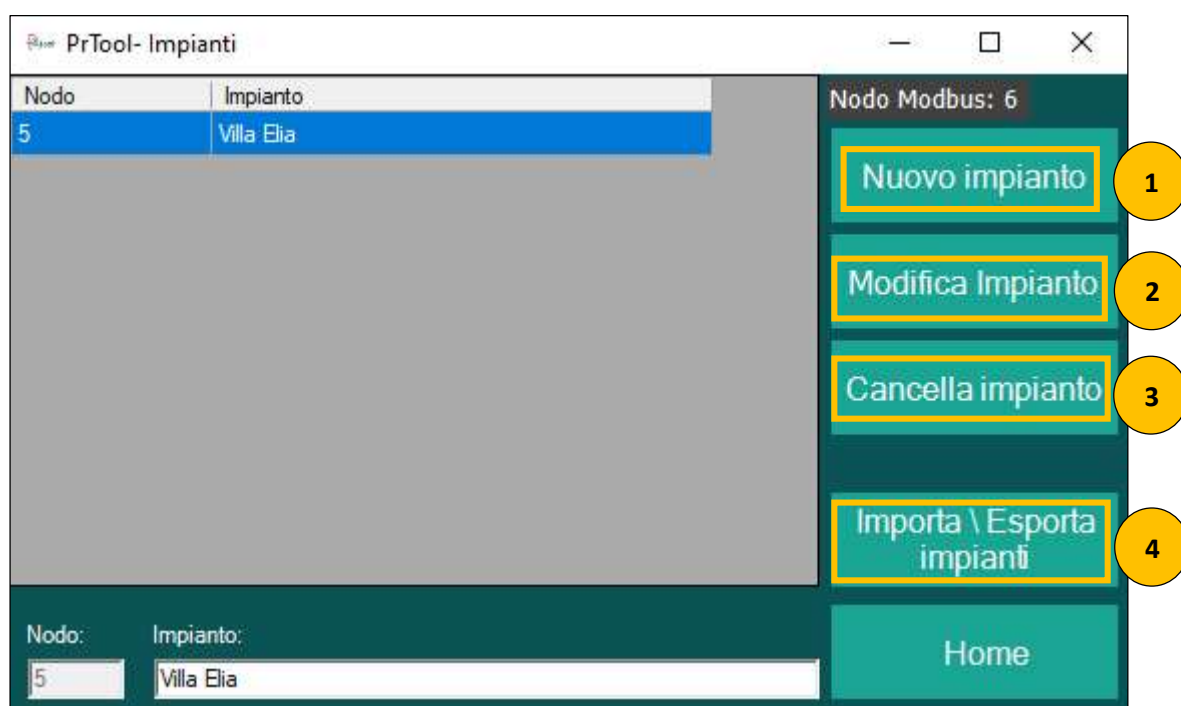 PrTool- Impianti
Nodo Impianto
5 Villa Elia
Nodo Modbus: 6
Nuovo impianto
1
Modifica Impianto
2
Cancella impianto
3
Importa \ Esporta
impianti
4
Nodo: Impianto:
5 Villa Elia
Home